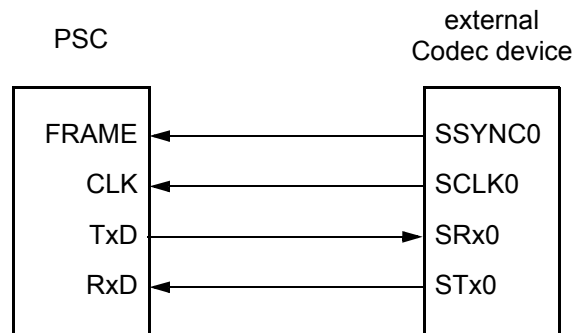 PSC
external
Codec device
FRAME
SSYNC0
CLK
SCLK0
TxD
SRx0
RxD
STx0